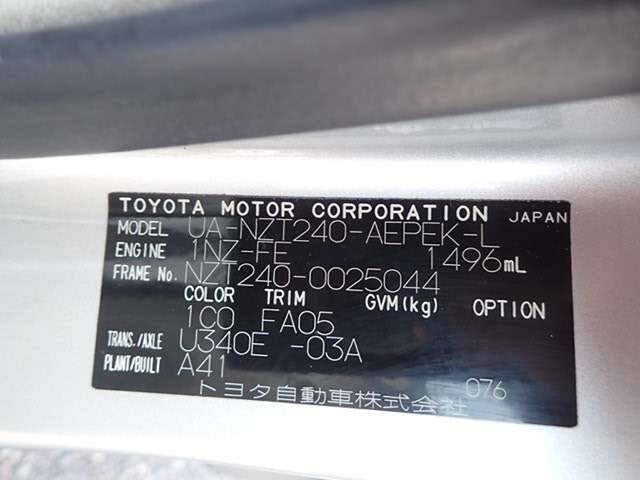 TOYOTA MOTOR CORPORATION JAPAN
MODEL UA-NZT240-AEPEK-L
ENGINE 1NZ-FE 1496mL
FRAME No. NZT240-0025044
COLOR TRIM GVM(kg) OPTION
1C0 FA05
TRANS./AXLE U340E -03A
PLANT/BUILT A41
トヨタ自動車株式会社 076